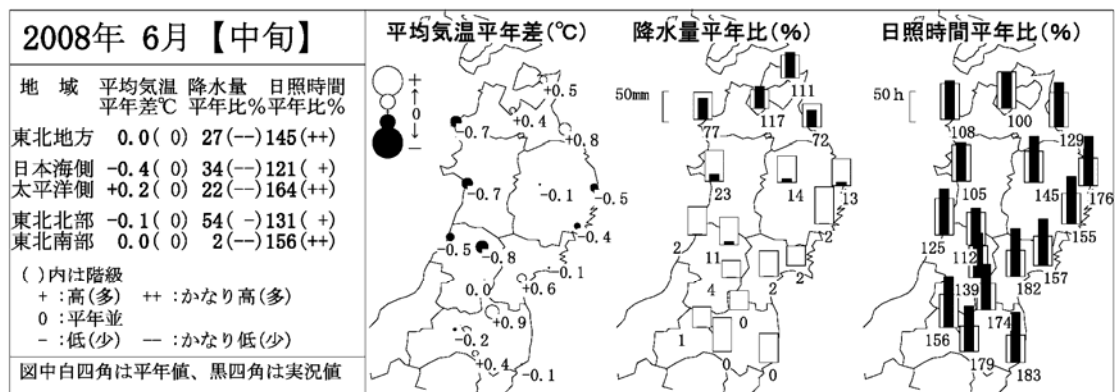 2008年 6月【中旬】
地 域 平均気温 降水量 日照時間
平年差℃ 平年比% 平年比%
東北地方 0.0( 0) 27(--) 145(++)
日本海側 -0.4( 0) 34(--) 121( +)
太平洋側 +0.2( 0) 22(--) 164(++)
東北北部 -0.1( 0) 54( -) 131( +)
東北南部 0.0( 0) 2(--) 156(++)
( )内は階級
+ :高(多) ++ :かなり高(多)
0 :平年並
- :低(少) -- :かなり低(少)
図中白四角は平年値、黒四角は実況値
平均気温平年差(℃)
+↑0↓-
+0.5
+0.4
-0.7
+0.8
-0.7
-0.1
-0.5
-0.4
-0.5
-0.8
-0.1
0.0
+0.6
+0.9
-0.2
+0.4
-0.1
降水量平年比(%)
50mm
111
77
117
72
23
14
13
2
2
11
2
4
2
0
1
0
0
日照時間平年比(%)
50h
108
100
129
105
145
176
155
125
112
157
139
182
174
156
179
183